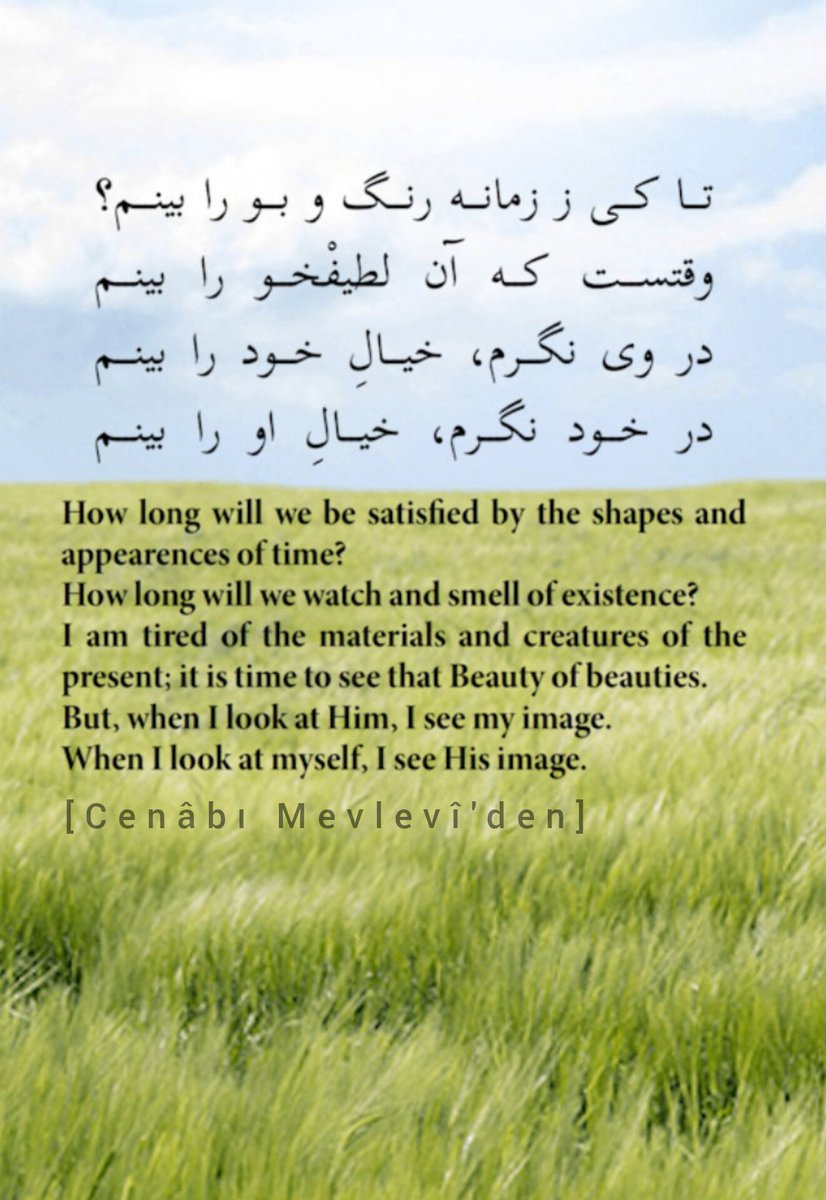 تا کی ز زمانه رنگ و بو را بینم؟
وقتست که آن لطیفْ‌خو را بینم
در وی نگرم، خیالِ خود را بینم
در خود نگرم، خیالِ او را بینم
How long will we be satisfied by the shapes and
appearences of time?
How long will we watch and smell of existence?
I am tired of the materials and creatures of the
present; it is time to see that Beauty of beauties.
But, when I look at Him, I see my image.
When I look at myself, I see His image.
[Cenâbı Mevlevî'den]